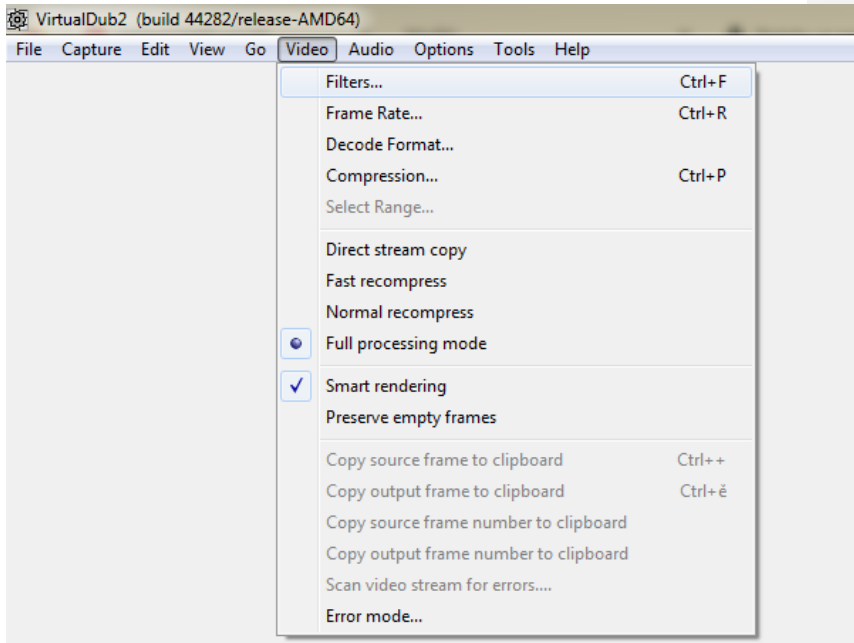 VirtualDub2 (build 44282/release-AMD64)
File Capture Edit View Go Video Audio Options Tools Help
Filters... Ctrl+F
Frame Rate... Ctrl+R
Decode Format...
Compression... Ctrl+P
Select Range...
Direct stream copy
Fast recompress
Normal recompress
Full processing mode
Smart rendering
Preserve empty frames
Copy source frame to clipboard Ctrl++
Copy output frame to clipboard Ctrl+ě
Copy source frame number to clipboard
Copy output frame number to clipboard
Scan video stream for errors....
Error mode...